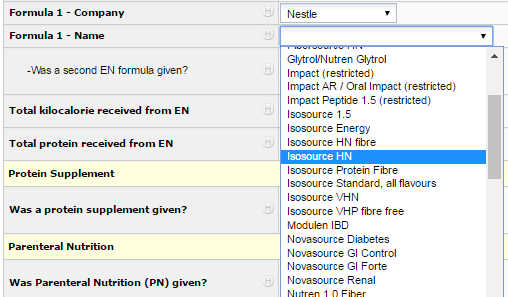 Formula 1 - Company
Nestle
Formula 1 - Name
Fibersource HN
Glytrol/Nutren Glytrol
Impact (restricted)
Impact AR / Oral Impact (restricted)
Impact Peptide 1.5 (restricted)
Isosource 1.5
Isosource Energy
Isosource HN fibre
Isosource HN
Isosource Protein Fibre
Isosource Standard, all flavours
Isosource VHN
Isosource VHP fibre free
Modulen IBD
Novasource Diabetes
Novasource GI Control
Novasource GI Forte
Novasource Renal
Nutren 1.0 Fiber
-Was a second EN formula given?
Total kilocalorie received from EN
Total protein received from EN
Protein Supplement
Was a protein supplement given?
Parenteral Nutrition
Was Parenteral Nutrition (PN) given?
H
H
H
H
H
H
H